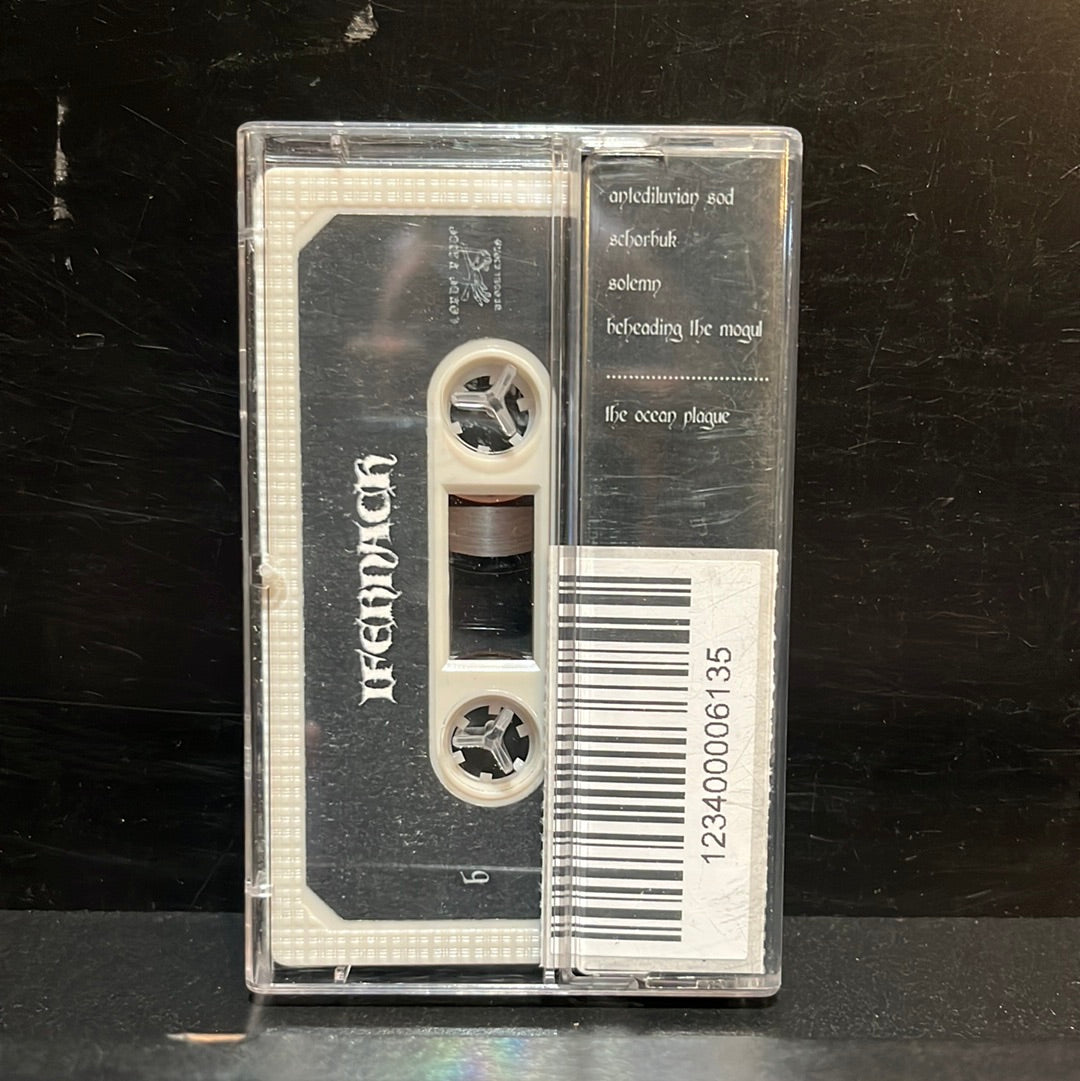 antediluvian sod
schorbuk
solemn
beheading the mogul
the ocean plague
IFERNACH
b
1234000006135